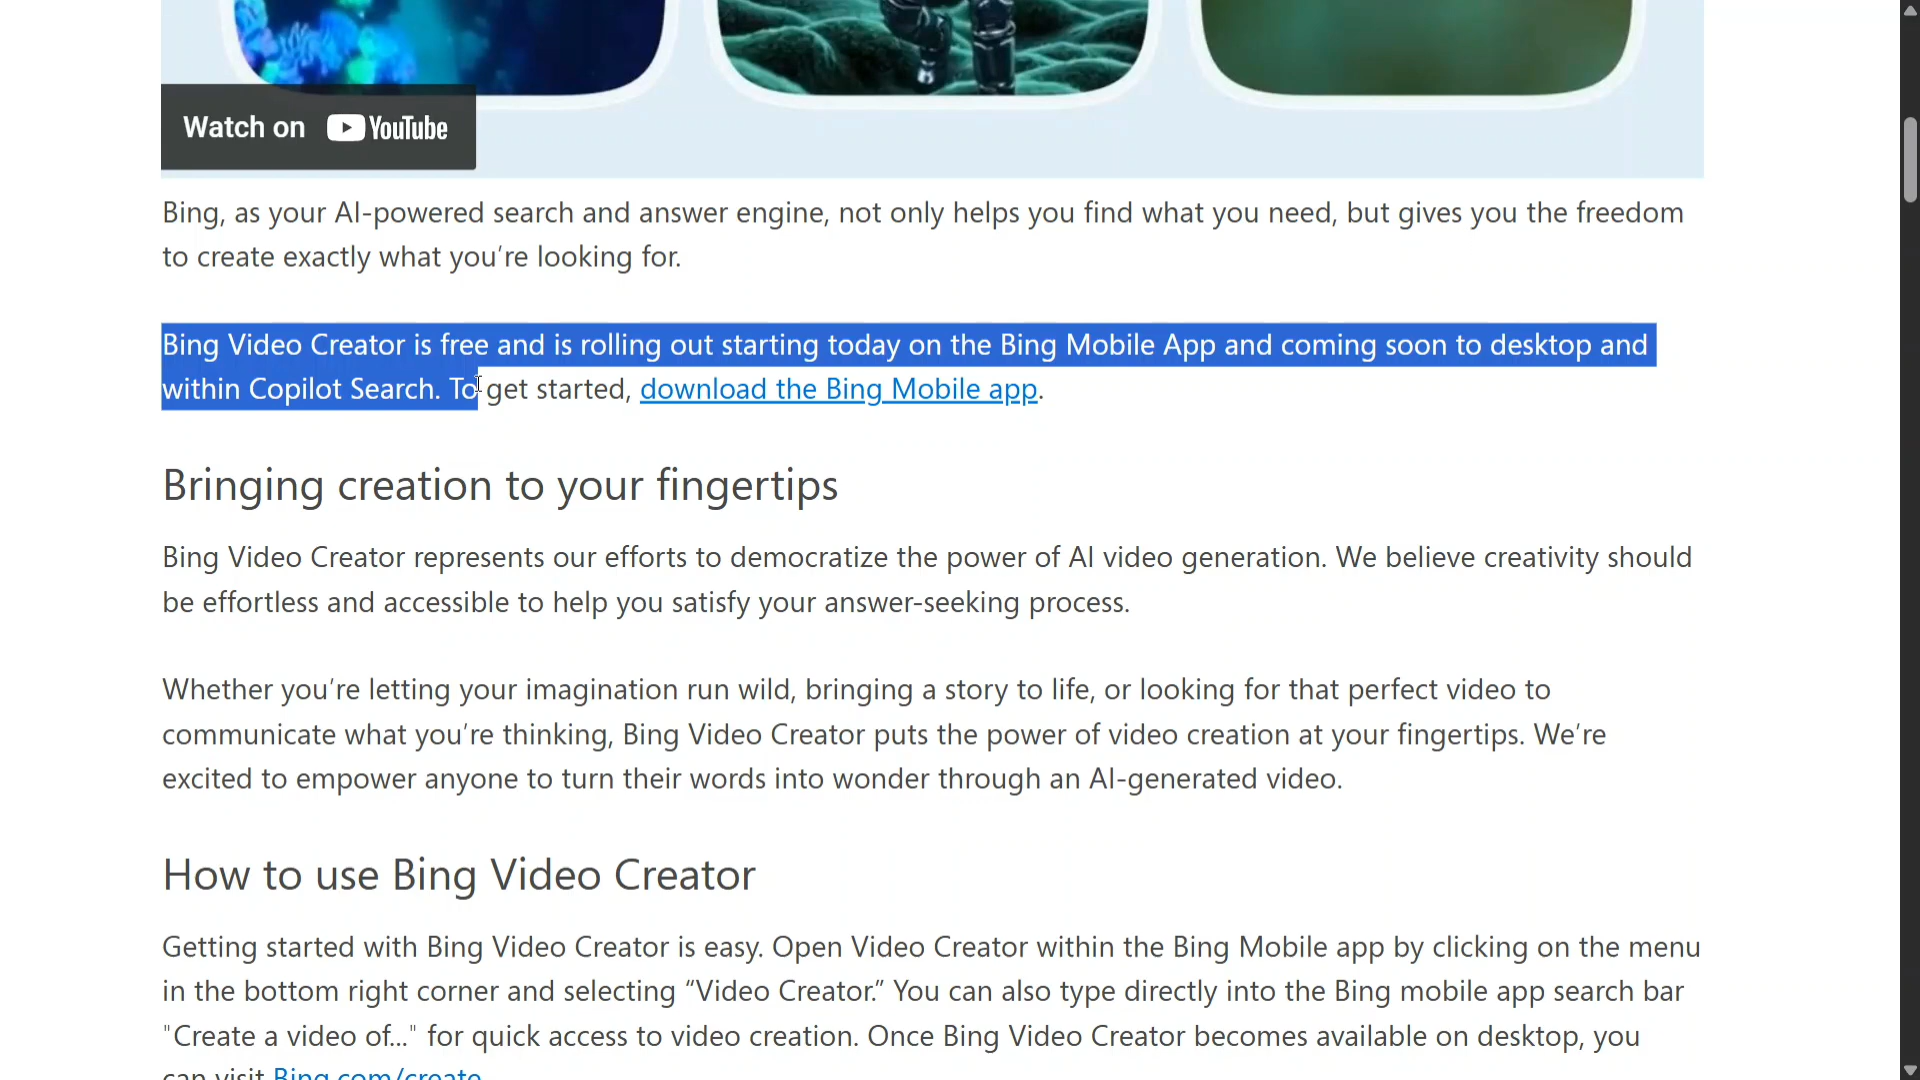 Watch on YouTube
Bing, as your AI-powered search and answer engine, not only helps you find what you need, but gives you the freedom
to create exactly what you’re looking for.
Bing Video Creator is free and is rolling out starting today on the Bing Mobile App and coming soon to desktop and
within Copilot Search. To get started, download the Bing Mobile app.
Bringing creation to your fingertips
Bing Video Creator represents our efforts to democratize the power of AI video generation. We believe creativity should
be effortless and accessible to help you satisfy your answer-seeking process.
Whether you’re letting your imagination run wild, bringing a story to life, or looking for that perfect video to
communicate what you’re thinking, Bing Video Creator puts the power of video creation at your fingertips. We’re
excited to empower anyone to turn their words into wonder through an AI-generated video.
How to use Bing Video Creator
Getting started with Bing Video Creator is easy. Open Video Creator within the Bing Mobile app by clicking on the menu
in the bottom right corner and selecting “Video Creator.” You can also type directly into the Bing mobile app search bar
"Create a video of..." for quick access to video creation. Once Bing Video Creator becomes available on desktop, you
can visit Bing.com/create